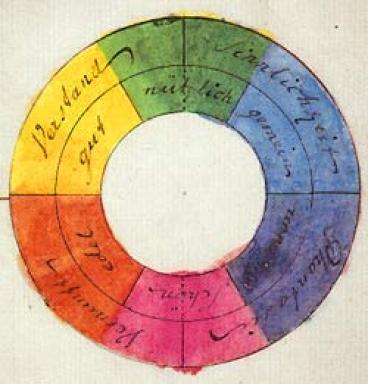 Verstand
Sinnlichkeit
Phantasie
Vernunft
gut
nützlich
gemein
schön
edel